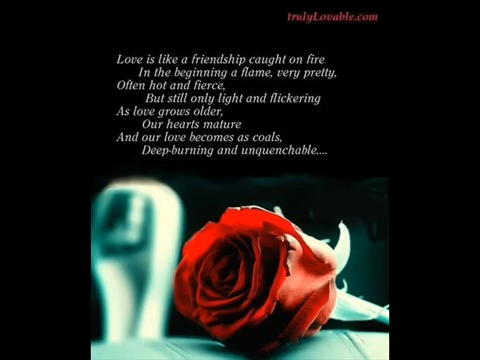 trulyLovable.com
Love is like a friendship caught on fire
In the beginning a flame, very pretty,
Often hot and fierce,
But still only light and flickering
As love grows older,
Our hearts mature
And our love becomes as coals,
Deep-burning and unquenchable....